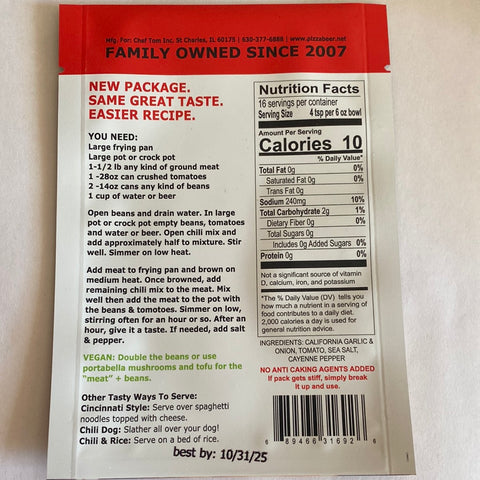 Mfg. For: Chef Tom Inc, St Charles, IL 60175 | 630-377-6888 | www.pizzabeer.net
FAMILY OWNED SINCE 2007
NEW PACKAGE.
SAME GREAT TASTE.
EASIER RECIPE.
YOU NEED:
Large frying pan
Large pot or crock pot
1-1/2 lb any kind of ground meat
1 -28oz can crushed tomatoes
2 -14oz cans any kind of beans
1 cup of water or beer
Open beans and drain water. In large
pot or crock pot empty beans, tomatoes
and water or beer. Open chili mix and
add approximately half to mixture. Stir
well. Simmer on low heat.
Add meat to frying pan and brown on
medium heat. Once browned, add
remaining chili mix to the meat. Mix
well then add the meat to the pot with
the beans & tomatoes. Simmer on low,
stirring often for an hour or so. After an
hour, give it a taste. If needed, add salt
& pepper.
VEGAN: Double the beans or use
portabella mushrooms and tofu for the
"meat" + beans.
Other Tasty Ways To Serve:
Cincinnati Style: Serve over spaghetti
noodles topped with cheese.
Chili Dog: Slather all over your dog!
Chili & Rice: Serve on a bed of rice.
Nutrition Facts
16 servings per container
Serving Size 4 tsp per 6 oz bowl
Amount Per Serving
Calories 10
% Daily Value*
Total Fat 0g 0%
Saturated Fat 0g 0%
Trans Fat 0g
Sodium 240mg 10%
Total Carbohydrate 2g 1%
Dietary Fiber 0g 0%
Total Sugars 0g
Includes 0g Added Sugars 0%
Protein 0g 0%
Not a significant source of vitamin
D, calcium, iron, and potassium
*The % Daily Value (DV) tells you
how much a nutrient in a serving of
food contributes to a daily diet.
2,000 calories a day is used for
general nutrition advice.
INGREDIENTS: CALIFORNIA GARLIC &
ONION, TOMATO, SEA SALT,
CAYENNE PEPPER
NO ANTI CAKING AGENTS ADDED
If pack gets stiff, simply break
it up and use.
6 89466 31692 6
best by: 10/31/25